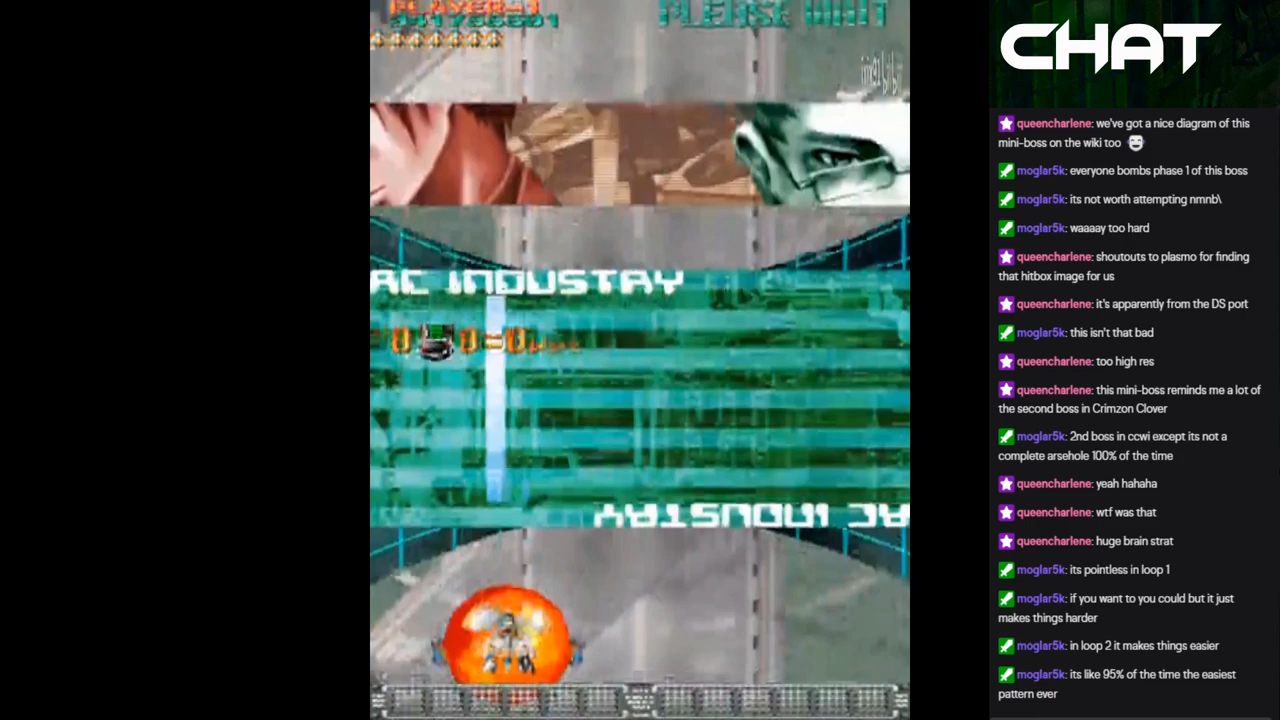 PLAYER-1
PLEASE WAIT
AC INDUSTRY
AC INDUSTRY
CHAT
queencharlene: we've got a nice diagram of this
mini-boss on the wiki too
moglar5k: everyone bombs phase 1 of this boss
moglar5k: its not worth attempting nmnb\
moglar5k: waaaay too hard
queencharlene: shoutouts to plasmo for finding
that hitbox image for us
queencharlene: it's apparently from the DS port
moglar5k: this isn't that bad
queencharlene: too high res
queencharlene: this mini-boss reminds me a lot of
the second boss in Crimzon Clover
moglar5k: 2nd boss in ccwi except its not a
complete arsehole 100% of the time
queencharlene: yeah hahaha
queencharlene: wtf was that
queencharlene: huge brain strat
moglar5k: its pointless in loop 1
moglar5k: if you want to you could but it just
makes things harder
moglar5k: in loop 2 it makes things easier
moglar5k: its like 95% of the time the easiest
pattern ever